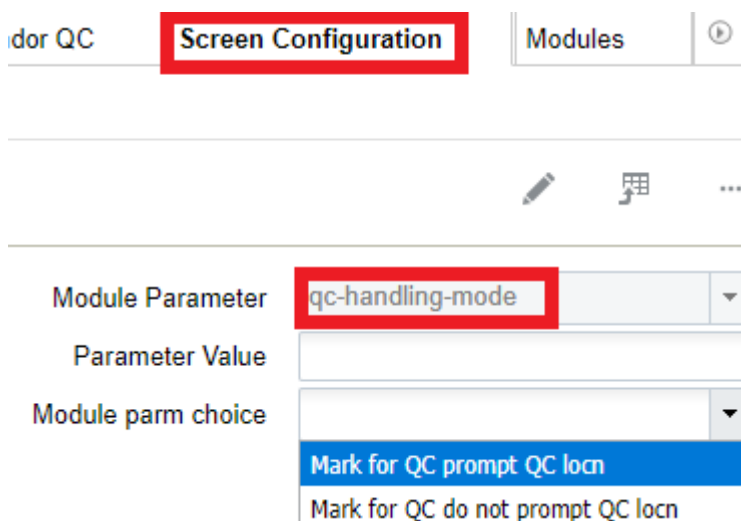 dor QC Screen Configuration Modules
...
Module Parameter qc-handling-mode
Parameter Value
Module parm choice
Mark for QC prompt QC locn
Mark for QC do not prompt QC locn